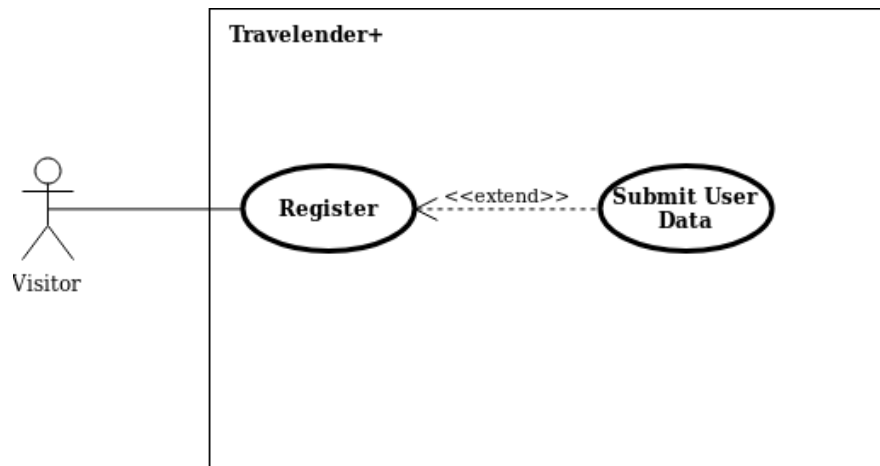 Travelender+
Register
<<extend>>
Submit User
Data
Visitor